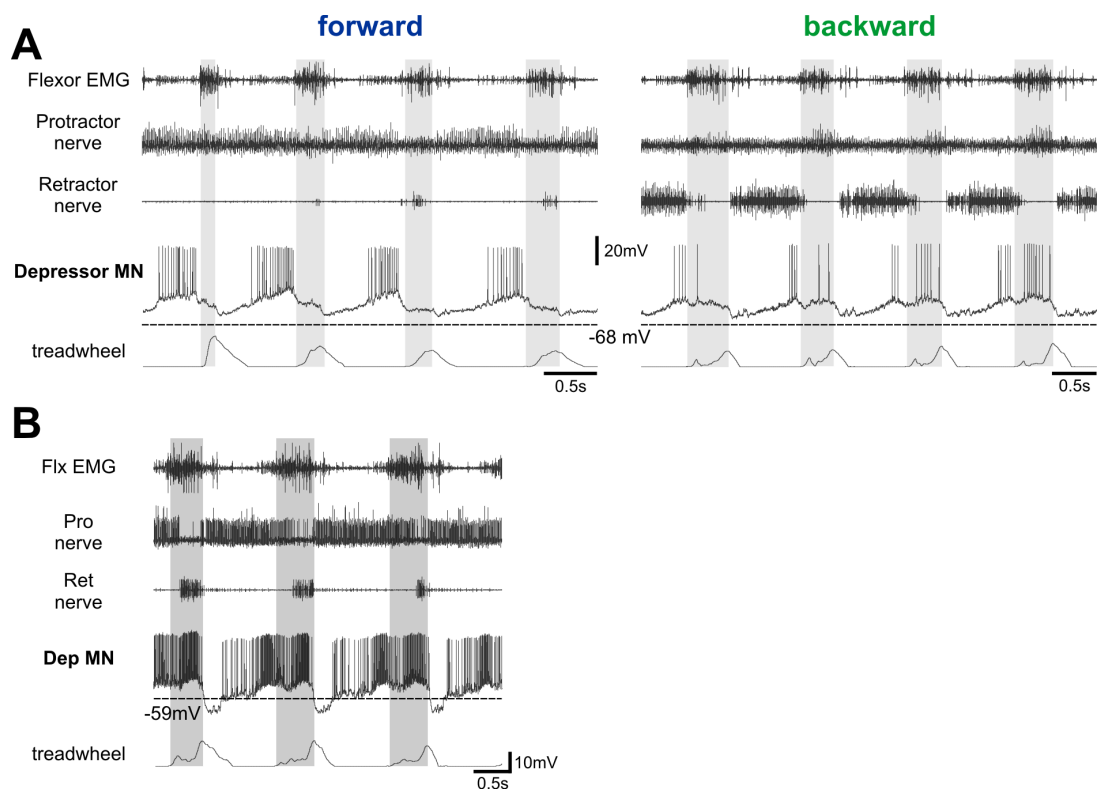 forward
backward
A
Flexor EMG
Protractor
nerve
Retractor
nerve
20mV
Depressor MN
-68 mV
treadwheel
0.5s
0.5s
B
Flx EMG
Pro
nerve
Ret
nerve
Dep MN
-59mV
treadwheel
10mV
0.5s